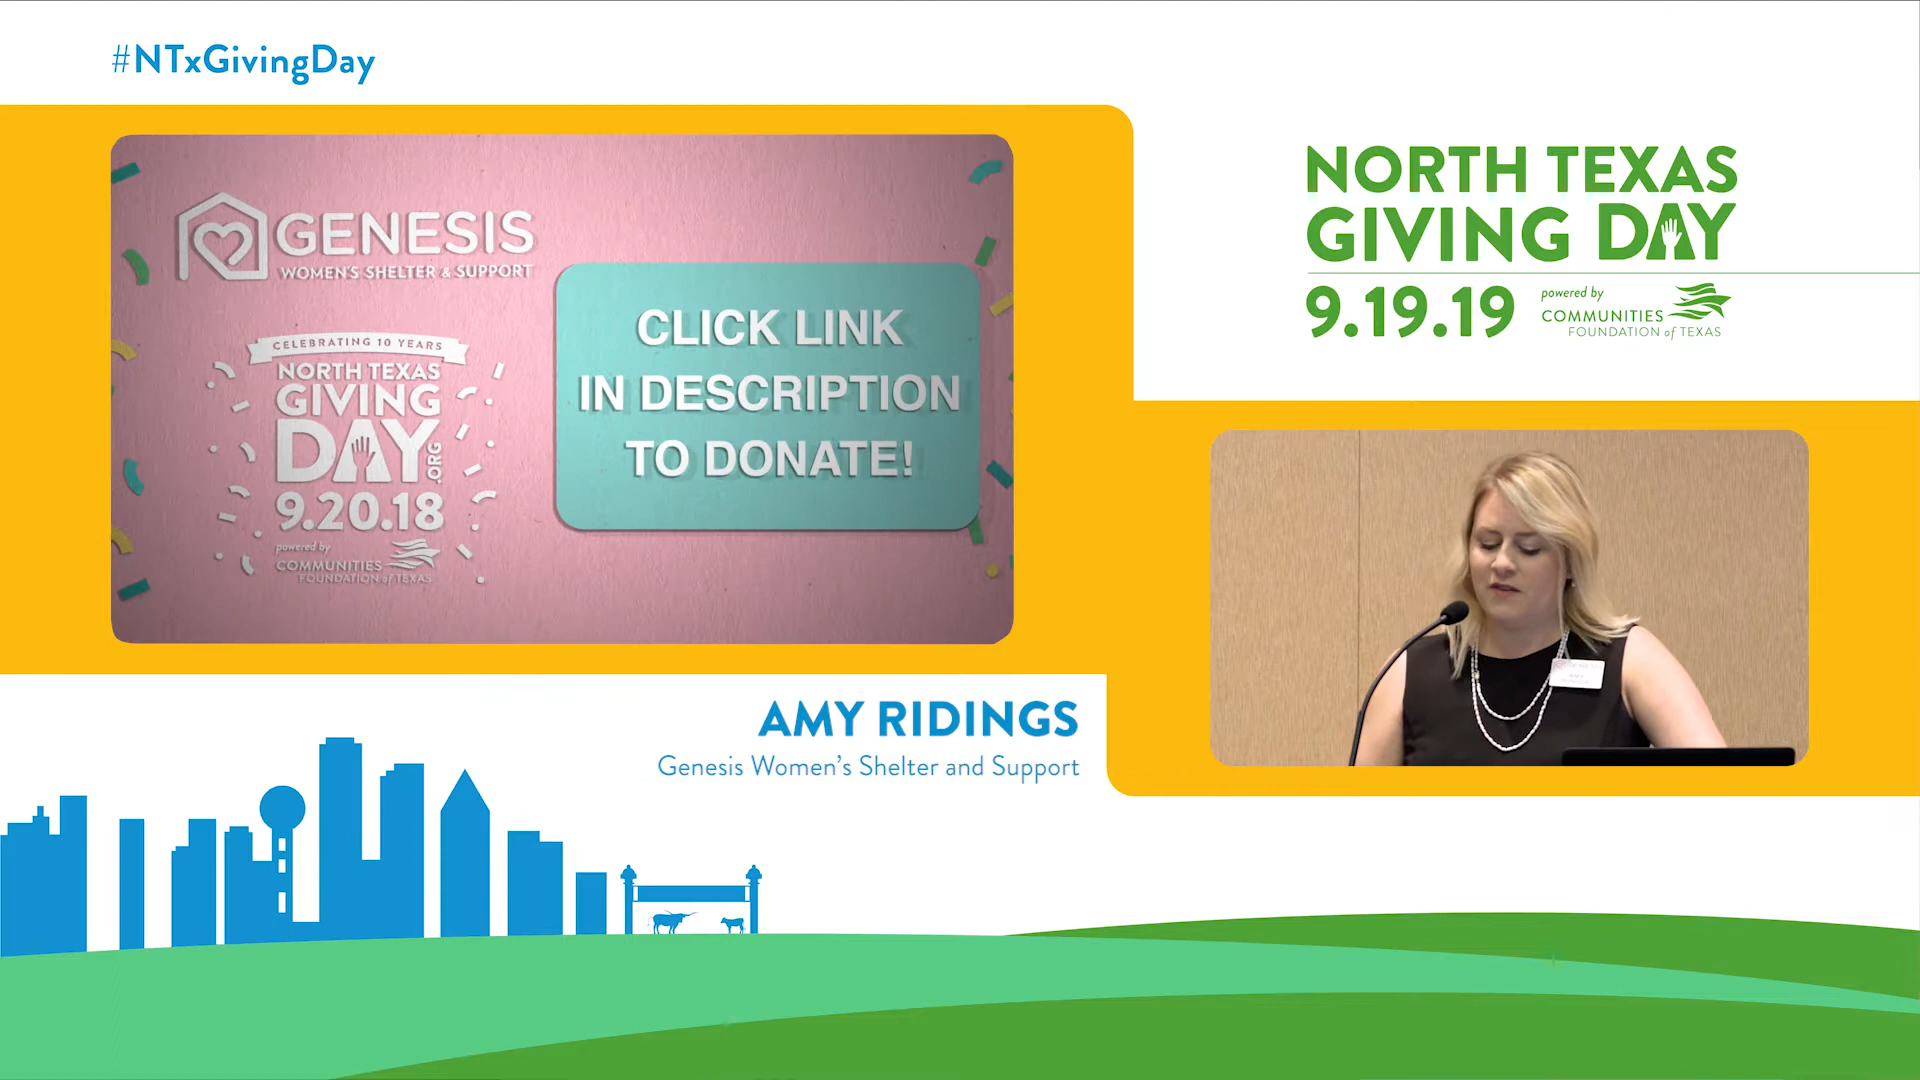 #NTxGivingDay
GENESIS
WOMEN'S SHELTER & SUPPORT
CELEBRATING 10 YEARS
NORTH TEXAS
GIVING
DAY.ORG
9.20.18
powered by
COMMUNITIES
FOUNDATION of TEXAS
CLICK LINK
IN DESCRIPTION
TO DONATE!
NORTH TEXAS
GIVING DAY
9.19.19
powered by
COMMUNITIES
FOUNDATION of TEXAS
AMY RIDINGS
Genesis Women's Shelter and Support